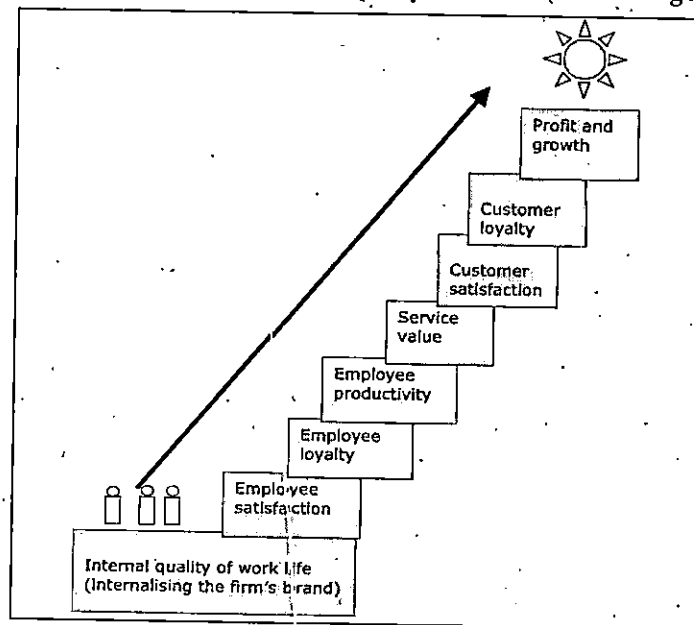 Profit and
growth
Customer
loyalty
Customer
satisfaction
Service
value
Employee
productivity
Employee
loyalty
Employee
satisfaction
Internal quality of work life
(Internalising the firm's brand)